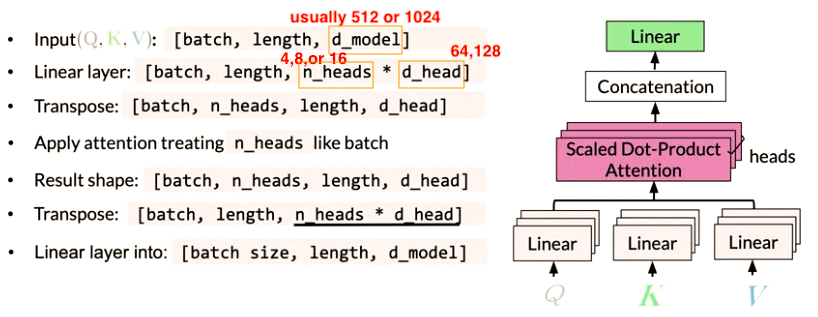 usually 512 or 1024
• Input(Q, K, V): [batch, length, d_model]
4,8,or 16
64,128
• Linear layer: [batch, length, n_heads * d_head]
• Transpose: [batch, n_heads, length, d_head]
• Apply attention treating n_heads like batch
• Result shape: [batch, n_heads, length, d_head]
• Transpose: [batch, length, n_heads * d_head]
• Linear layer into: [batch size, length, d_model]
Linear
Concatenation
Scaled Dot-Product
Attention
heads
Linear
Linear
Linear
Q
K
V